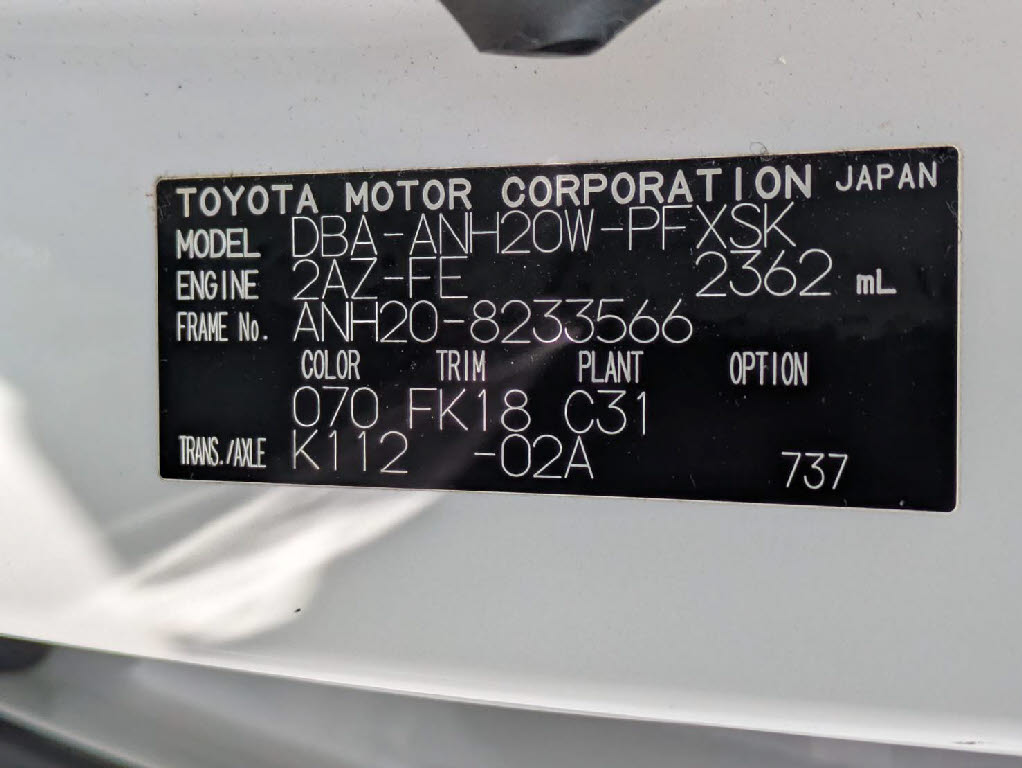 TOYOTA MOTOR CORPORATION JAPAN
MODEL DBA-ANH20W-PFXSK
ENGINE 2AZ-FE 2362 mL
FRAME No. ANH20-8233566
COLOR TRIM PLANT OPTION
070 FK18 C31
TRANS./AXLE K112 -02A 737